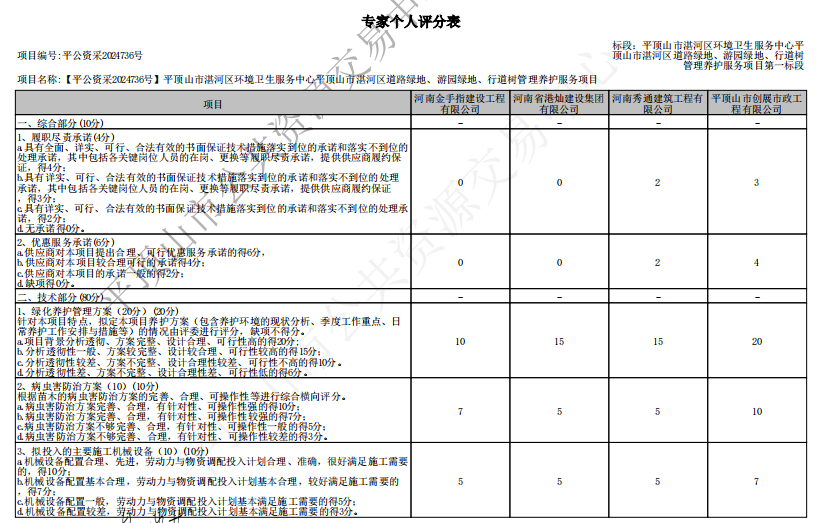 专家个人评分表
项目编号:平公资采2024736号
标段：平顶山市湛河区环境卫生服务中心平
顶山市湛河区道路绿地、游园绿地、行道树
管理养护服务项目第一标段
项目名称:【平公资采2024736号】平顶山市湛河区环境卫生服务中心平顶山市湛河区道路绿地、游园绿地、行道树管理养护服务项目
项目 河南金手指建设工程有限公司 河南省港灿建设集团有限公司 河南秀通建筑工程有限公司 平顶山市创展市政工程有限公司
一、综合部分(10分) - - - -
1、履职尽责承诺(4分)
a.具有全面、详实、可行、合法有效的书面保证技术措施落实到位的承诺和落实不到位的
处理承诺，其中包括各关键岗位人员的在岗、更换等履职尽责承诺，提供供应商履约保
证，得4分;
b.具有详实、可行、合法有效的书面保证技术措施落实到位的承诺和落实不到位的处理
承诺，其中包括各关键岗位人员的在岗、更换等履职尽责承诺，提供供应商履约保证
，得3分;
c.具有详实、可行、合法有效的书面保证技术措施落实到位的承诺和落实不到位的处理承
诺，得2分;
d.无承诺得0分。
0 0 2 3
2、优惠服务承诺(6分)
a.供应商对本项目提出合理、可行优惠服务承诺的得6分，
b.供应商对本项目较合理可行的承诺得4分;
c.供应商对本项目的承诺一般的得2分;
d.缺项得0分。
0 0 2 4
二、技术部分(80分) - - - -
1、绿化养护管理方案（20分）(20分)
针对本项目特点，拟定本项目养护方案（包含养护环境的现状分析、季度工作重点、日
常养护工作安排与措施等）的情况由评委进行评分，缺项不得分。
a.项目背景分析透彻、方案完整、设计合理、可行性高的得20分;
b.分析透彻性一般、方案较完整、设计较合理、可行性较高的得15分;
c.分析透彻性较差、方案不完整、设计合理性较差、可行性不高的得10分。
d.分析透彻性差、方案不完整、设计合理性差、可行性低的得6分。
10 15 15 20
2、病虫害防治方案（10）(10分)
根据苗木的病虫害防治方案的完善、合理、可操作性等进行综合横向评分。
a.病虫害防治方案完善、合理，有针对性、可操作性强的得10分;
b.病虫害防治方案完善、合理，有针对性、可操作性较强的得7分;
c.病虫害防治方案不够完善、合理，有针对性、可操作性一般的得5分;
d.病虫害防治方案不够完善、合理，有针对性、可操作性较差的得3分。
7 5 5 10
3、拟投入的主要施工机械设备（10）(10分)
a.机械设备配置合理、先进，劳动力与物资调配投入计划合理、准确，很好满足施工需要
的，得10分;
b.机械设备配置基本合理，劳动力与物资调配投入计划基本合理，较好满足施工需要的
，得7分;
c.机械设备配置一般，劳动力与物资调配投入计划基本满足施工需要的得5分;
d.机械设备配置较差，劳动力与物资调配投入计划基本满足施工需要的得3分。
5 5 5 7